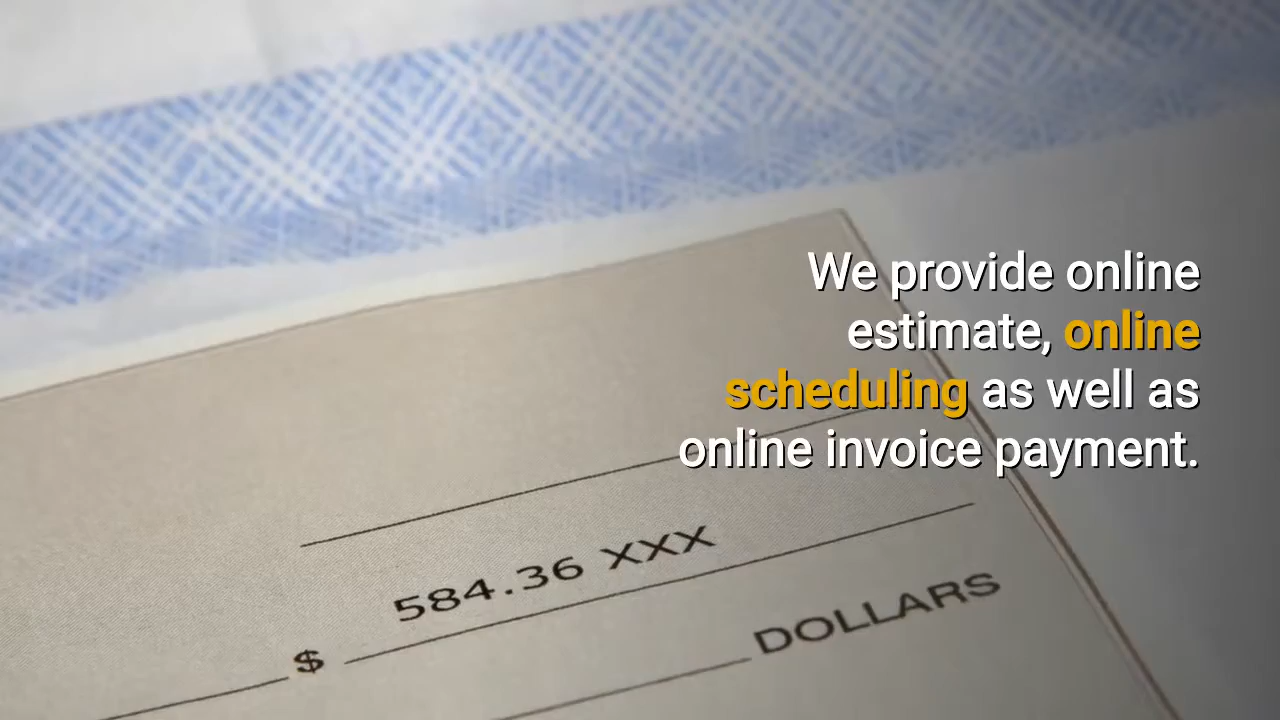 We provide online
estimate, online
scheduling as well as
online invoice payment.
584.36 XXX
$
DOLLARS